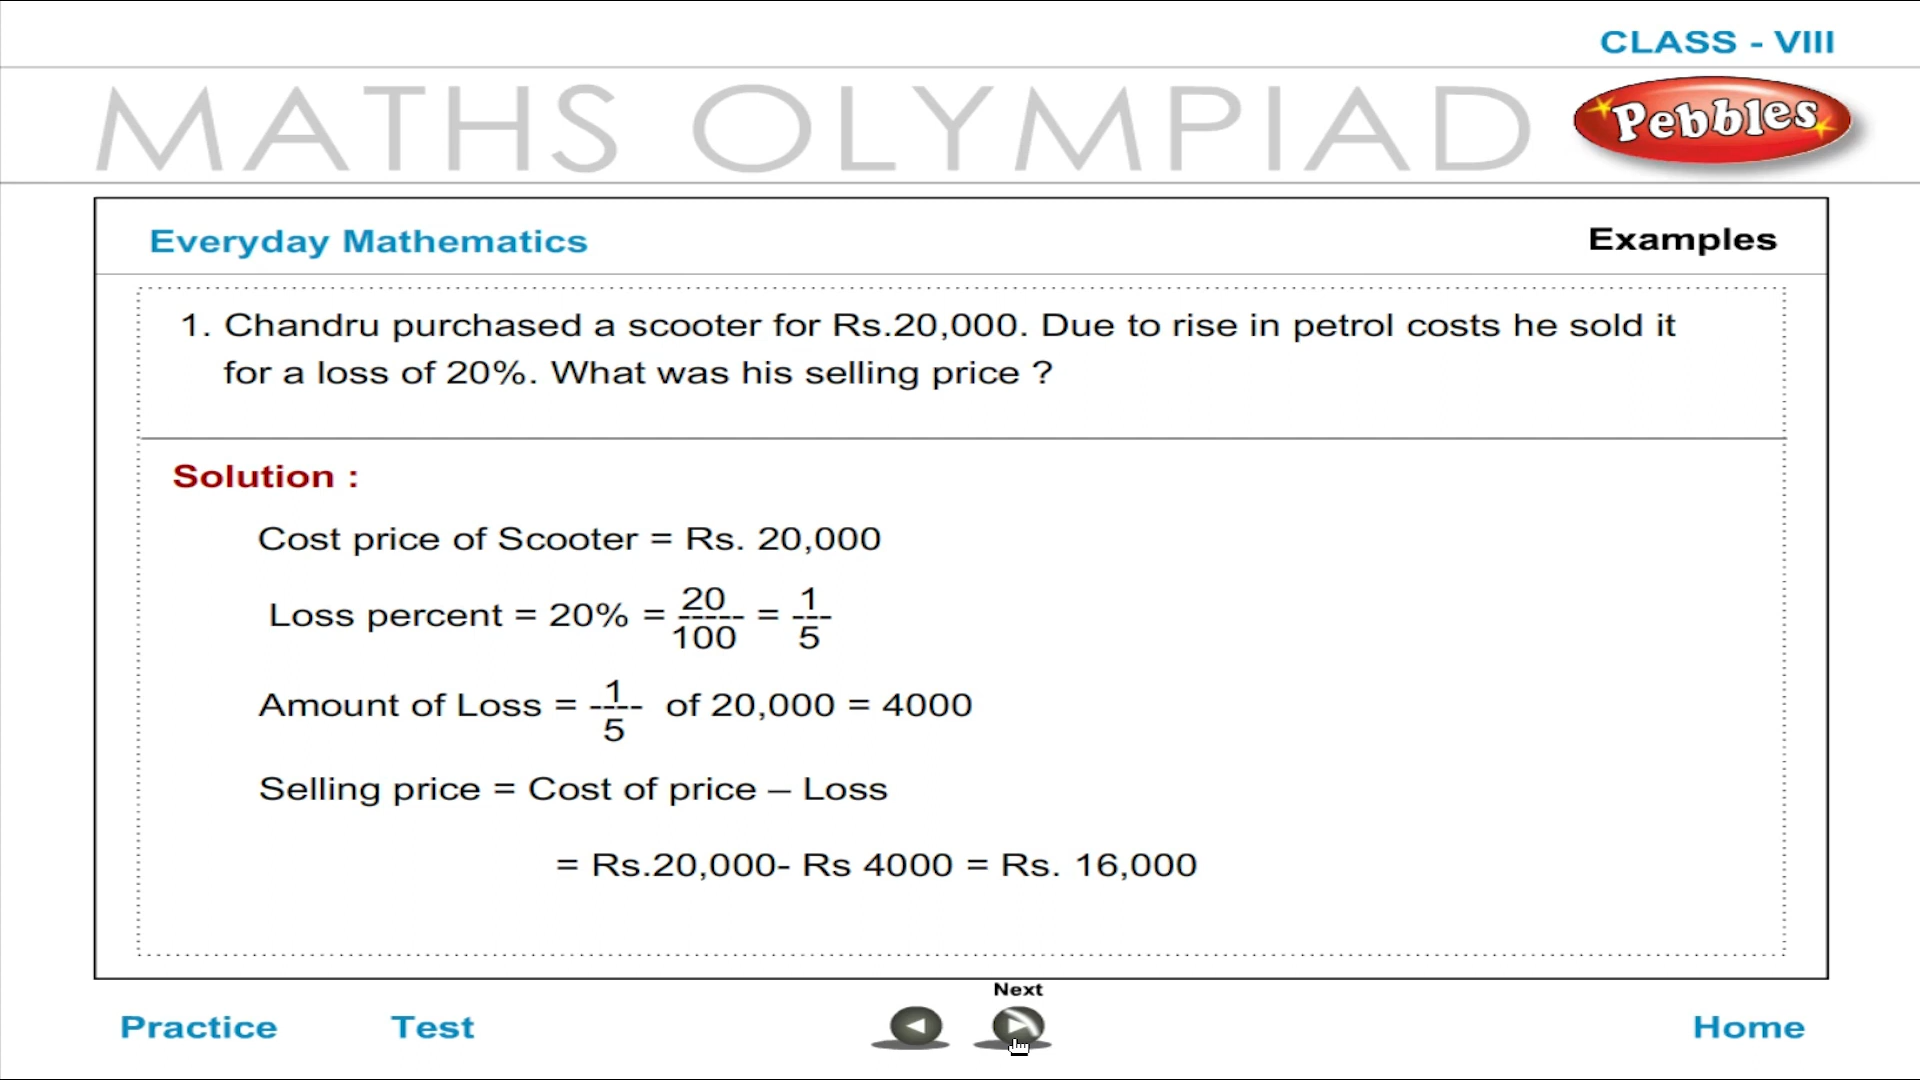 CLASS - VIII
MATHS OLYMPIAD
Pebbles
Everyday Mathematics
Examples
1. Chandru purchased a scooter for Rs.20,000. Due to rise in petrol costs he sold it
for a loss of 20%. What was his selling price ?
Solution :
Cost price of Scooter = Rs. 20,000
Loss percent = 20% = 20/100 = 1/5
Amount of Loss = 1/5 of 20,000 = 4000
Selling price = Cost of price – Loss
= Rs.20,000- Rs 4000 = Rs. 16,000
Next
Practice
Test
Home